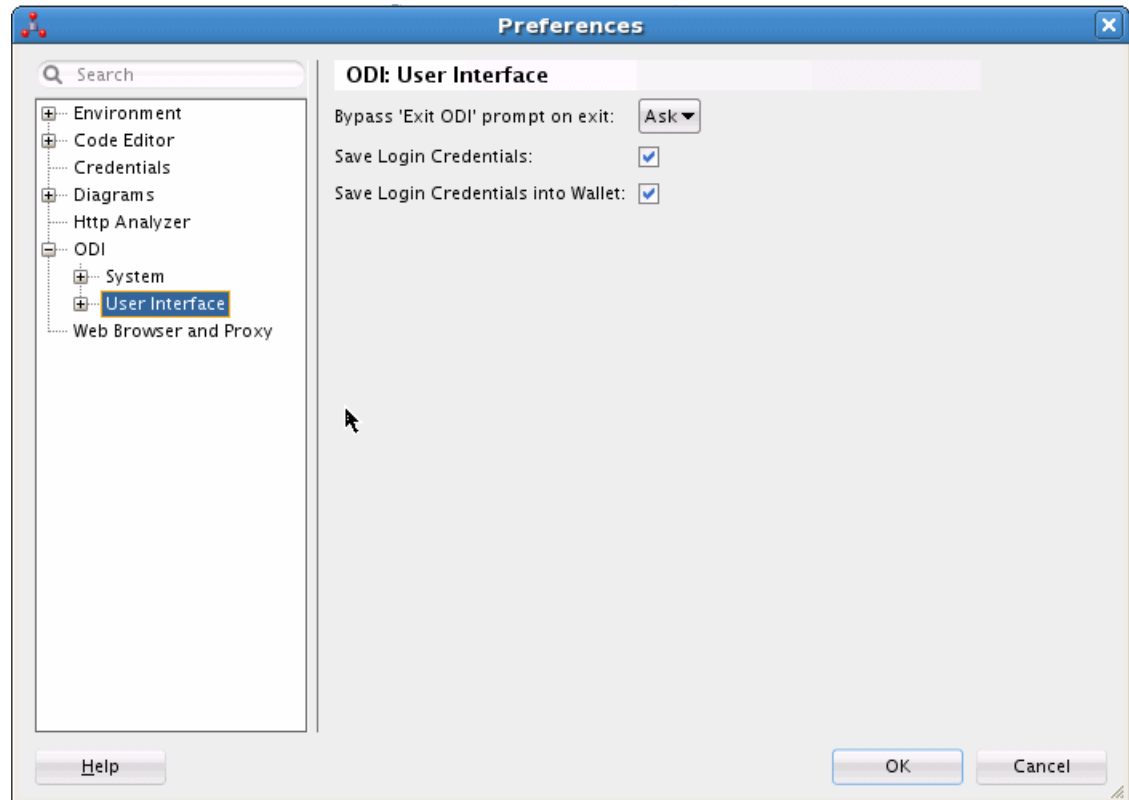 Preferences
Search
Environment
Code Editor
Credentials
Diagrams
Http Analyzer
ODI
System
User Interface
Web Browser and Proxy
ODI: User Interface
Bypass 'Exit ODI' prompt on exit: Ask
Save Login Credentials:
Save Login Credentials into Wallet:
Help
OK
Cancel